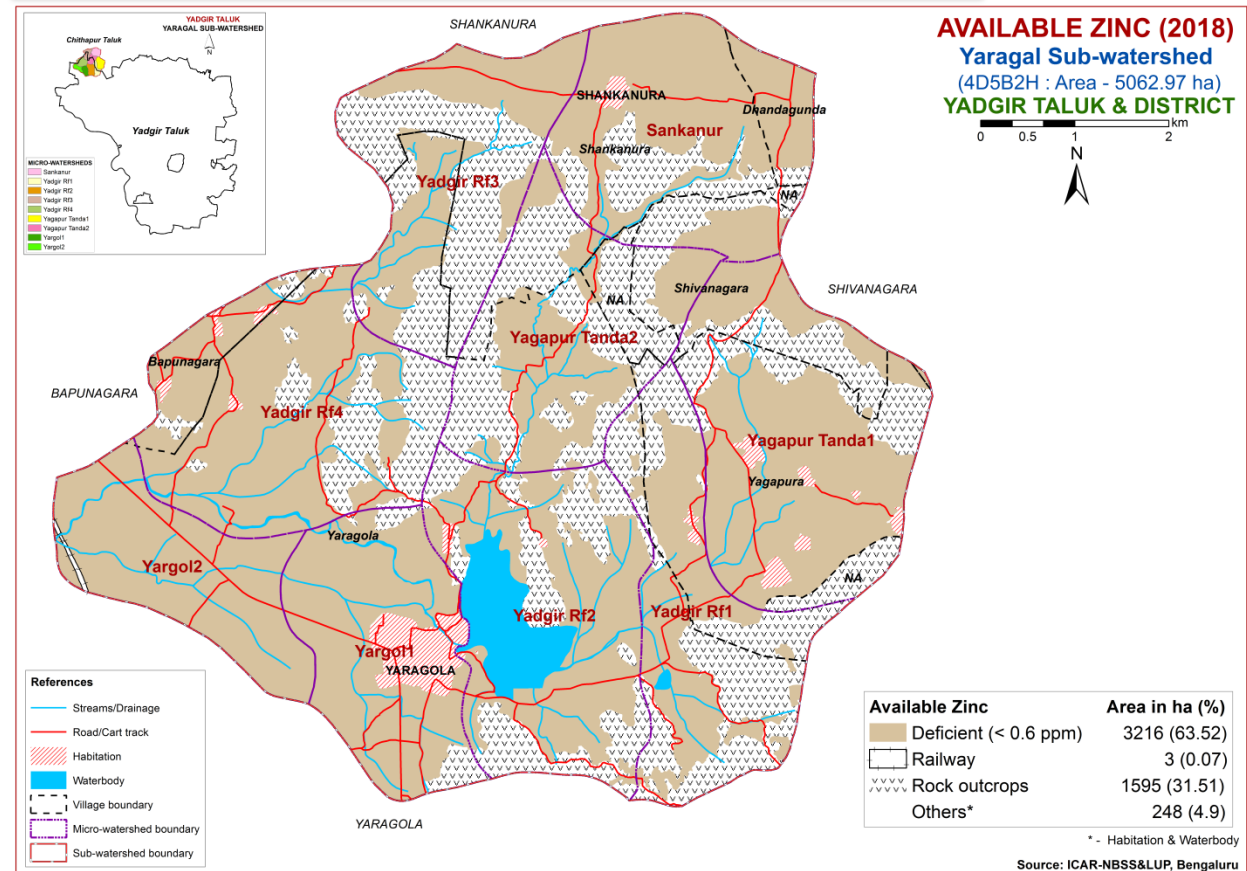 YADGIR TALUK
YARAGAL SUB-WATERSHED
Chithapur Taluk
N
Yadgir Taluk
MICRO-WATERSHEDS
Sankanur
Yadgir Rf1
Yadgir Rf2
Yadgir Rf3
Yadgir Rf4
Yagapur Tanda1
Yagapur Tanda2
Yargol1
Yargol2
AVAILABLE ZINC (2018)
Yaragal Sub-watershed
(4D5B2H : Area - 5062.97 ha)
YADGIR TALUK & DISTRICT
km
0 0.5 1 2
N
SHANKANURA
SHANKANURA
Dhandagunda
Sankanur
Shankanura
Yadgir Rf3
NA
Shivanagara
SHIVANAGARA
NA
Yagapur Tanda2
Bapunagara
BAPUNAGARA
Yadgir Rf4
Yagapur Tanda1
Yagapura
Yaragola
Yargol2
NA
Yadgir Rf2
Yadgir Rf1
Yargol1
YARAGOLA
YARAGOLA
References
Streams/Drainage
Road/Cart track
Habitation
Waterbody
Village boundary
Micro-watershed boundary
Sub-watershed boundary
Available Zinc Area in ha (%)
Deficient (< 0.6 ppm) 3216 (63.52)
Railway 3 (0.07)
Rock outcrops 1595 (31.51)
Others* 248 (4.9)
* - Habitation & Waterbody
Source: ICAR-NBSS&LUP, Bengaluru